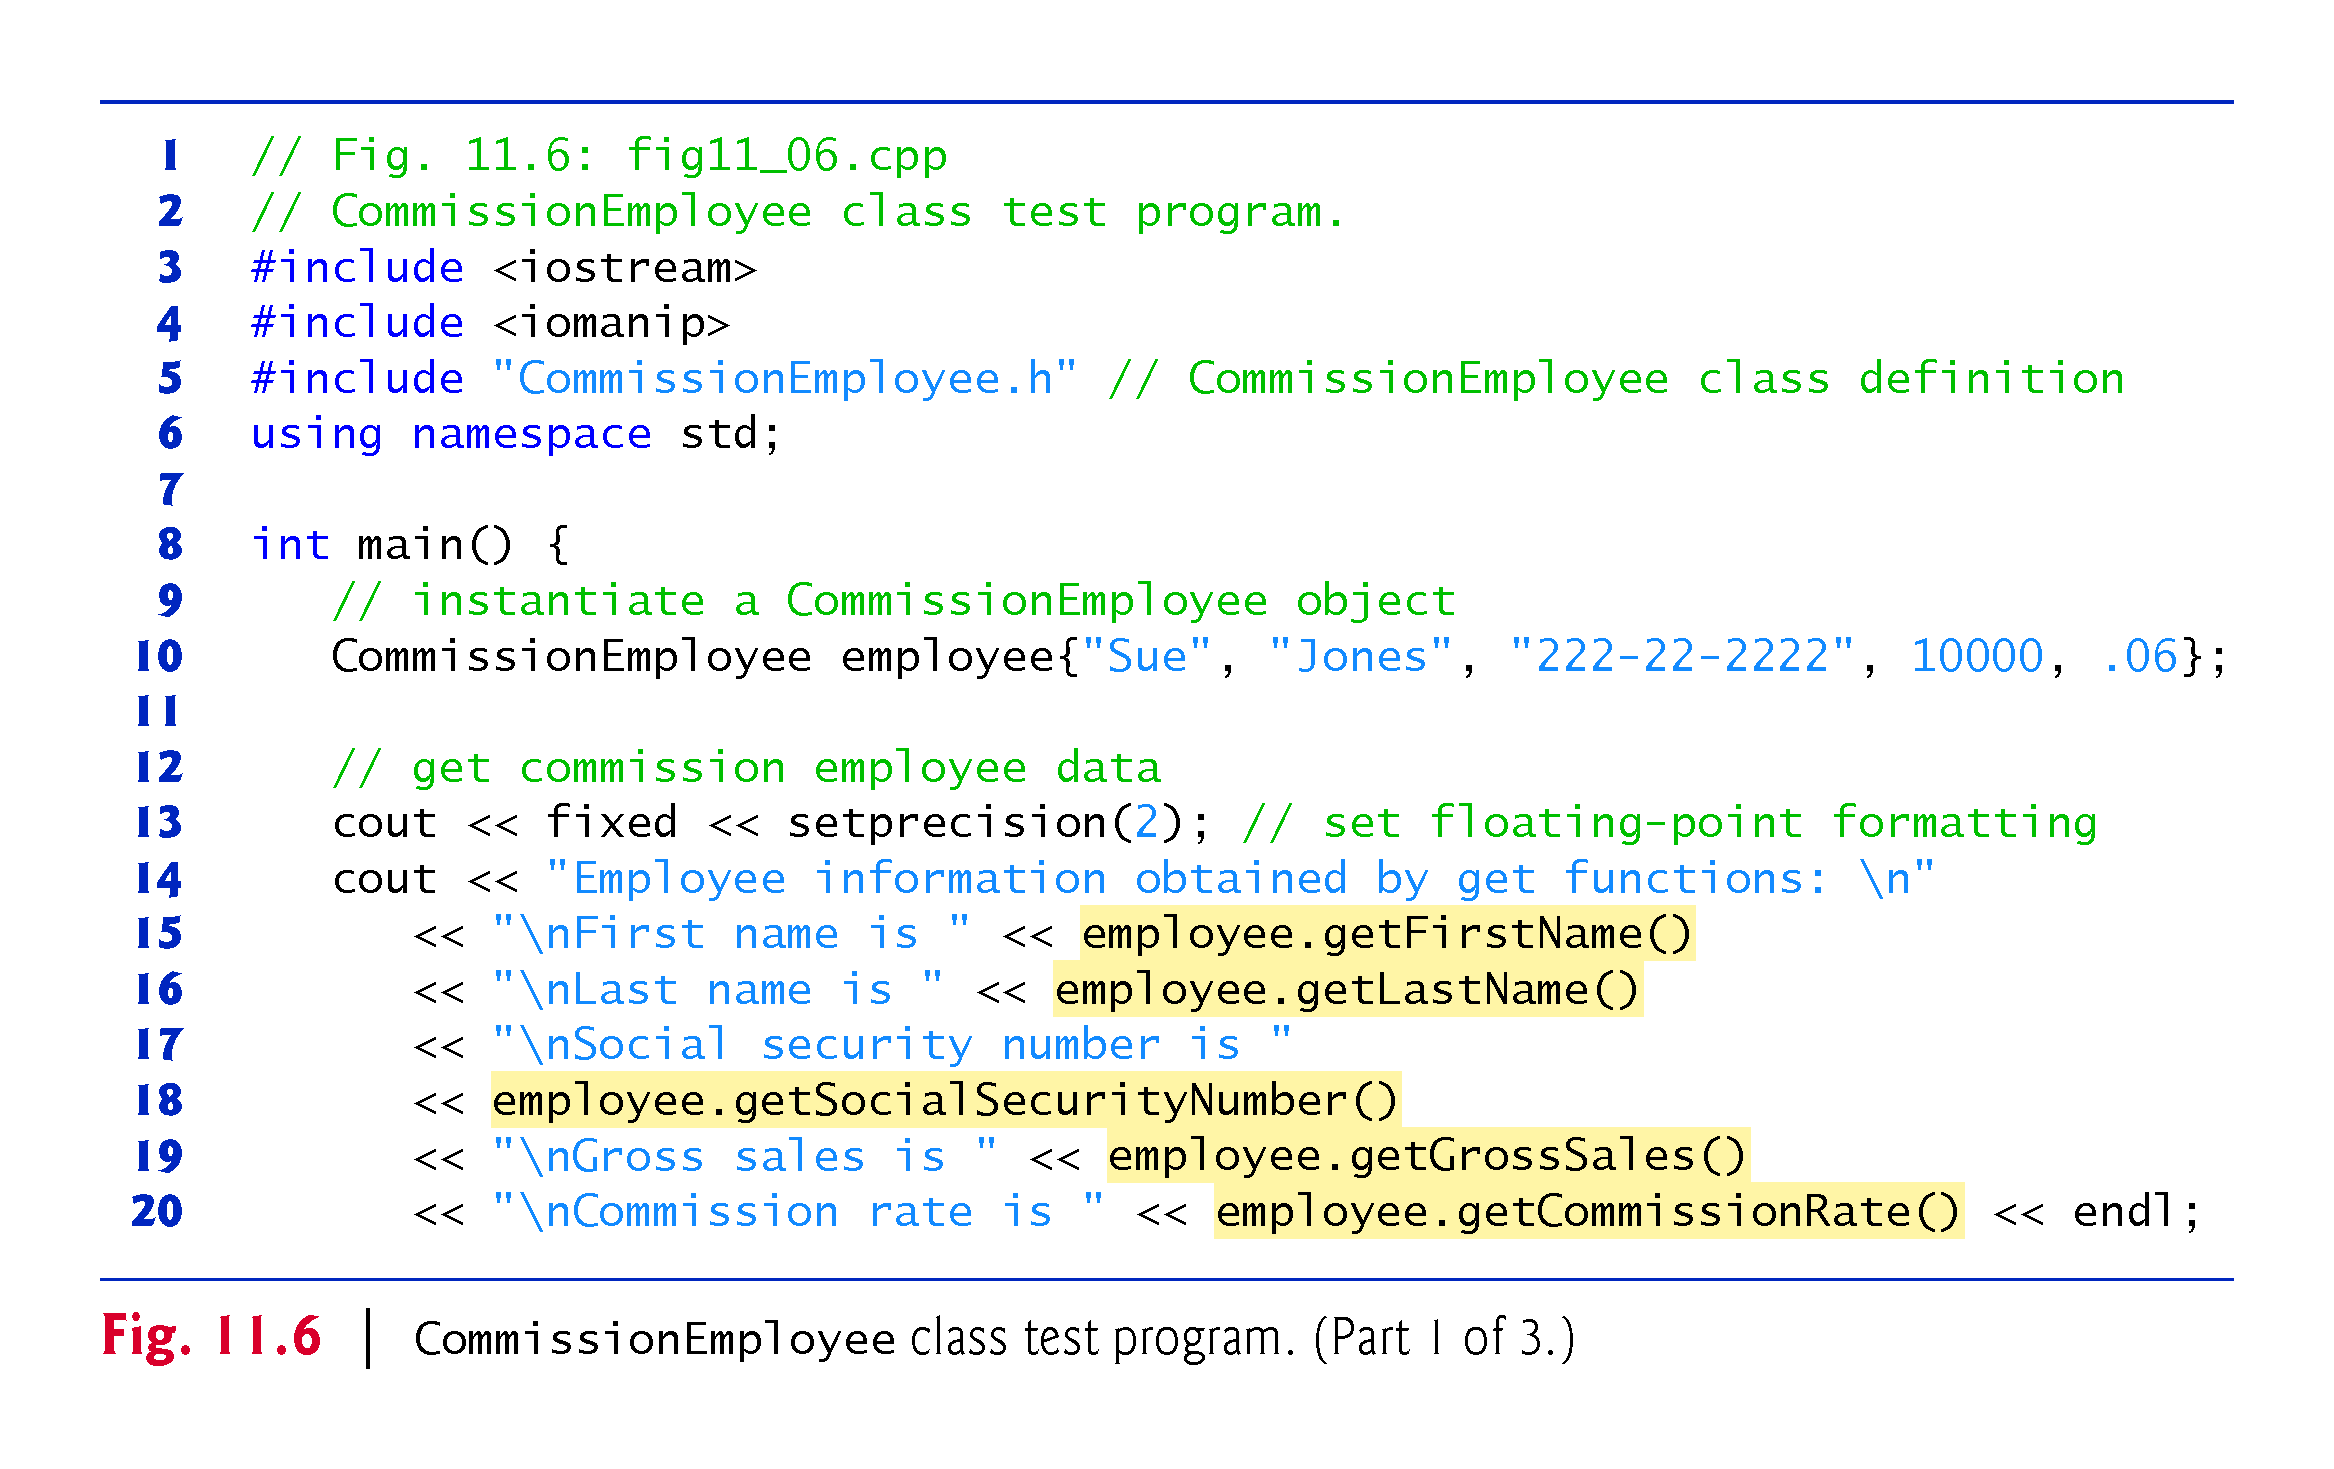 1 // Fig. 11.6: fig11_06.cpp
2 // CommissionEmployee class test program.
3 #include <iostream>
4 #include <iomanip>
5 #include "CommissionEmployee.h" // CommissionEmployee class definition
6 using namespace std;
7
8 int main() {
9    // instantiate a CommissionEmployee object
10    CommissionEmployee employee{"Sue", "Jones", "222-22-2222", 10000, .06};
11
12    // get commission employee data
13    cout << fixed << setprecision(2); // set floating-point formatting
14    cout << "Employee information obtained by get functions: \n"
15       << "\nFirst name is " << employee.getFirstName()
16       << "\nLast name is " << employee.getLastName()
17       << "\nSocial security number is "
18       << employee.getSocialSecurityNumber()
19       << "\nGross sales is " << employee.getGrossSales()
20       << "\nCommission rate is " << employee.getCommissionRate() << endl;
Fig. 11.6 | CommissionEmployee class test program. (Part 1 of 3.)